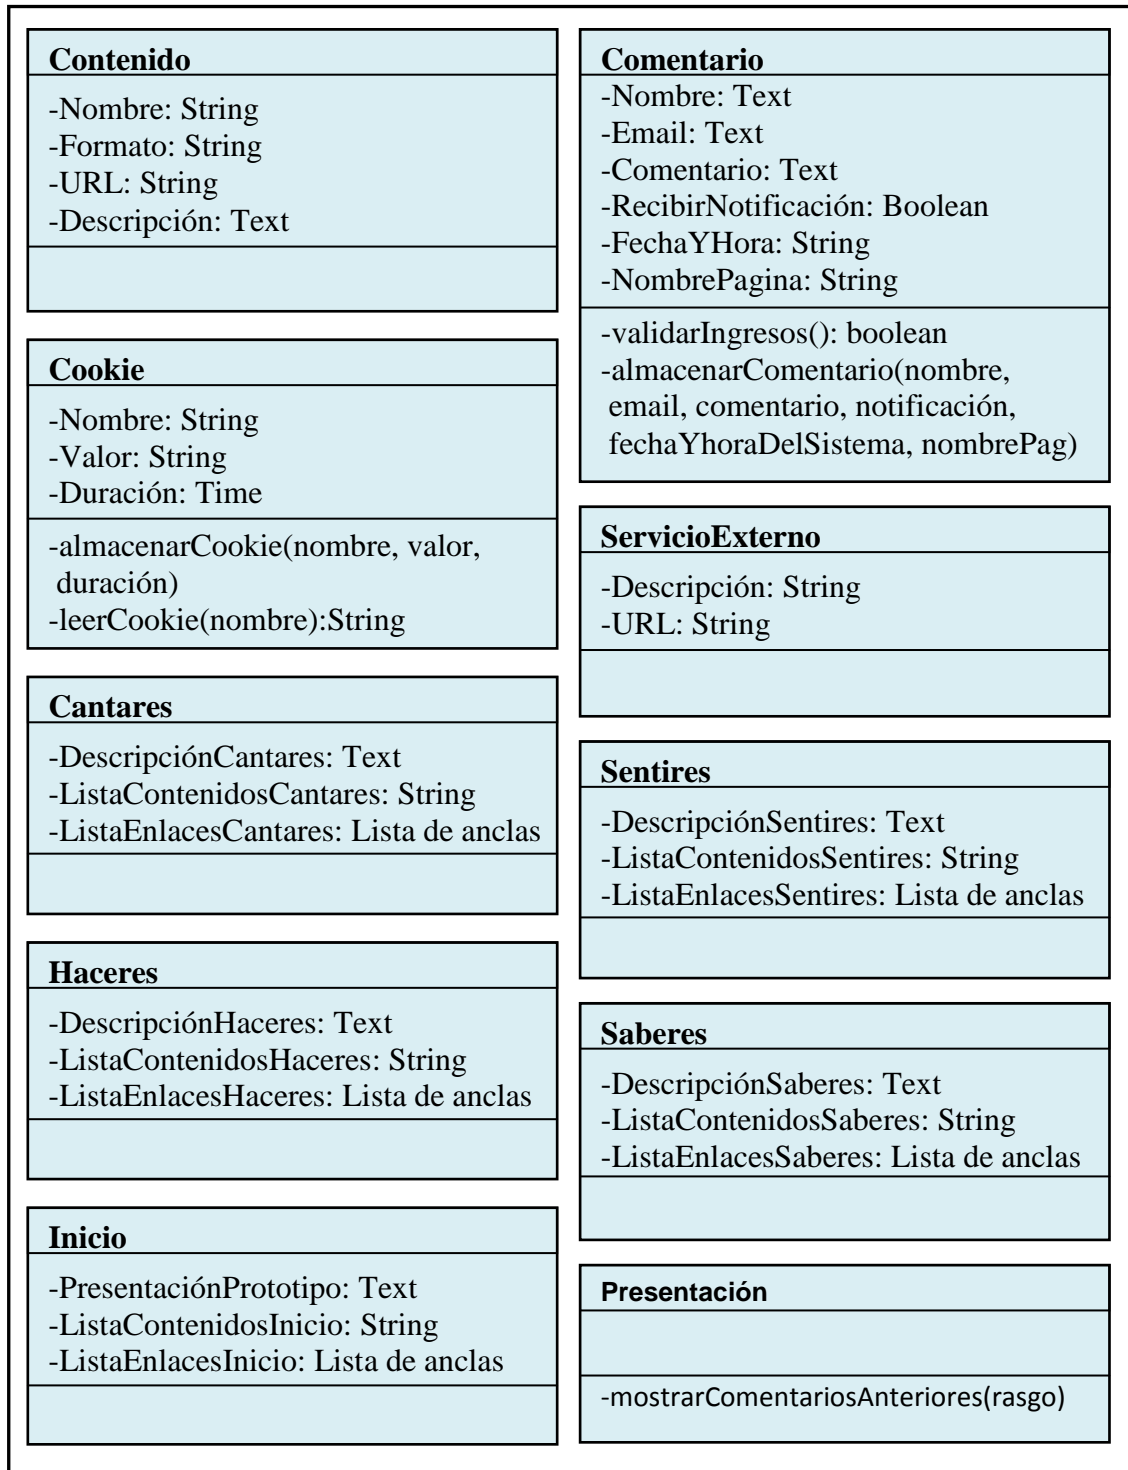 Contenido
-Nombre: String
-Formato: String
-URL: String
-Descripción: Text
Cookie
-Nombre: String
-Valor: String
-Duración: Time
-almacenarCookie(nombre, valor,
duración)
-leerCookie(nombre):String
Cantares
-DescripciónCantares: Text
-ListaContenidosCantares: String
-ListaEnlacesCantares: Lista de anclas
Haceres
-DescripciónHaceres: Text
-ListaContenidosHaceres: String
-ListaEnlacesHaceres: Lista de anclas
Inicio
-PresentaciónPrototipo: Text
-ListaContenidosInicio: String
-ListaEnlacesInicio: Lista de anclas
Comentario
-Nombre: Text
-Email: Text
-Comentario: Text
-RecibirNotificación: Boolean
-FechaYHora: String
-NombrePagina: String
-validarIngresos(): boolean
-almacenarComentario(nombre,
email, comentario, notificación,
fechaYhoraDelSistema, nombrePag)
ServicioExterno
-Descripción: String
-URL: String
Sentires
-DescripciónSentires: Text
-ListaContenidosSentires: String
-ListaEnlacesSentires: Lista de anclas
Saberes
-DescripciónSaberes: Text
-ListaContenidosSaberes: String
-ListaEnlacesSaberes: Lista de anclas
Presentación
-mostrarComentariosAnteriores(rasgo)